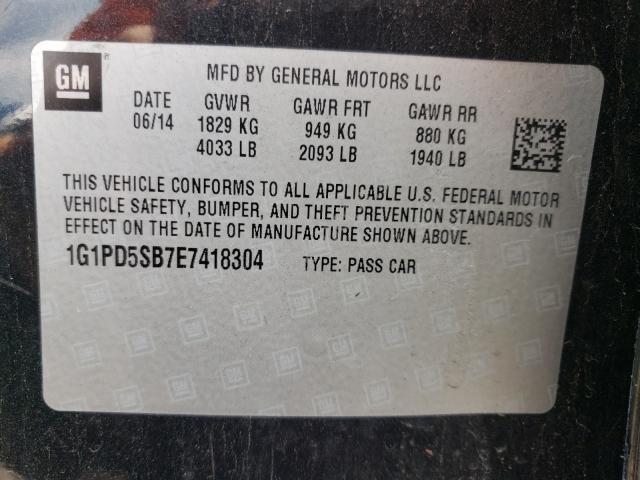 GM
MFD BY GENERAL MOTORS LLC
DATE GVWR GAWR FRT GAWR RR
06/14 1829 KG 949 KG 880 KG
4033 LB 2093 LB 1940 LB
THIS VEHICLE CONFORMS TO ALL APPLICABLE U.S. FEDERAL MOTOR
VEHICLE SAFETY, BUMPER, AND THEFT PREVENTION STANDARDS IN
EFFECT ON THE DATE OF MANUFACTURE SHOWN ABOVE.
1G1PD5SB7E7418304 TYPE: PASS CAR